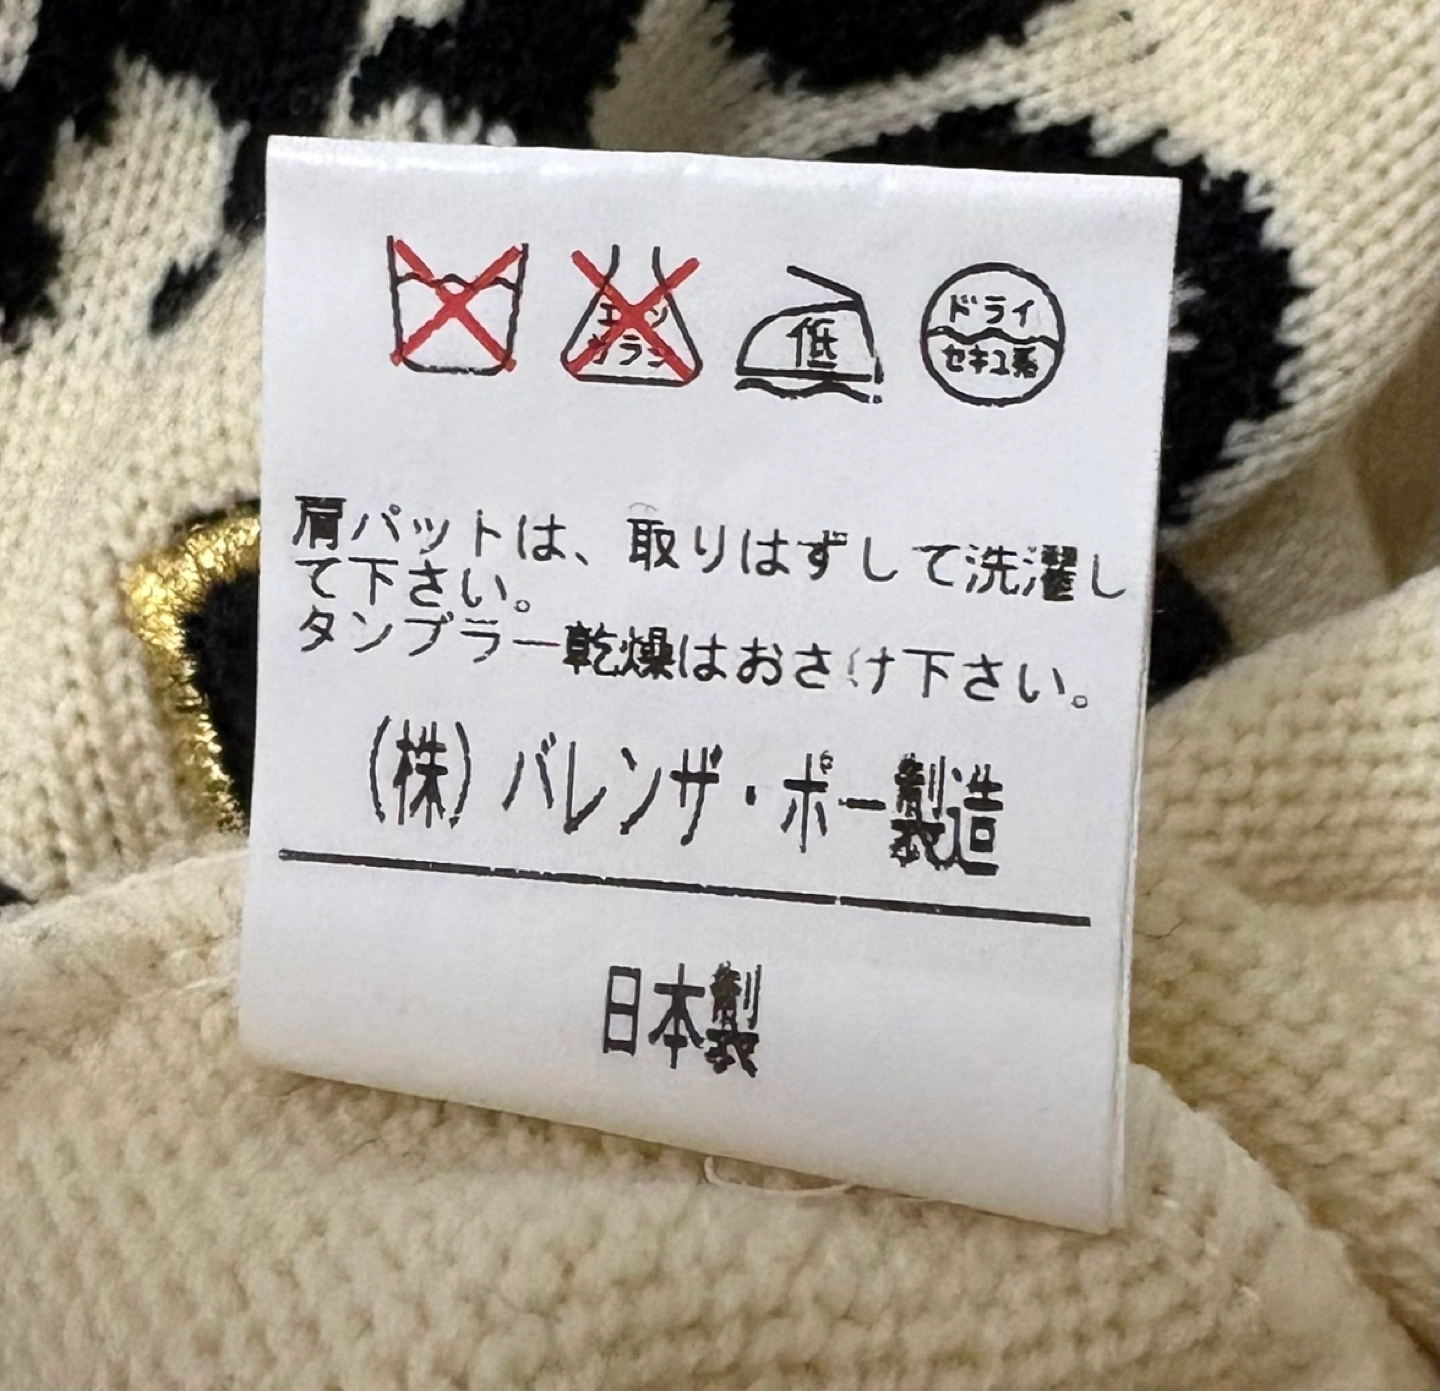 エンソ
サラシ
低
ドライ
セキユ系
肩パットは、取りはずして洗濯し
て下さい。
タンブラー乾燥はおさけ下さい。
(株)バレンザ・ポー製造
日本製